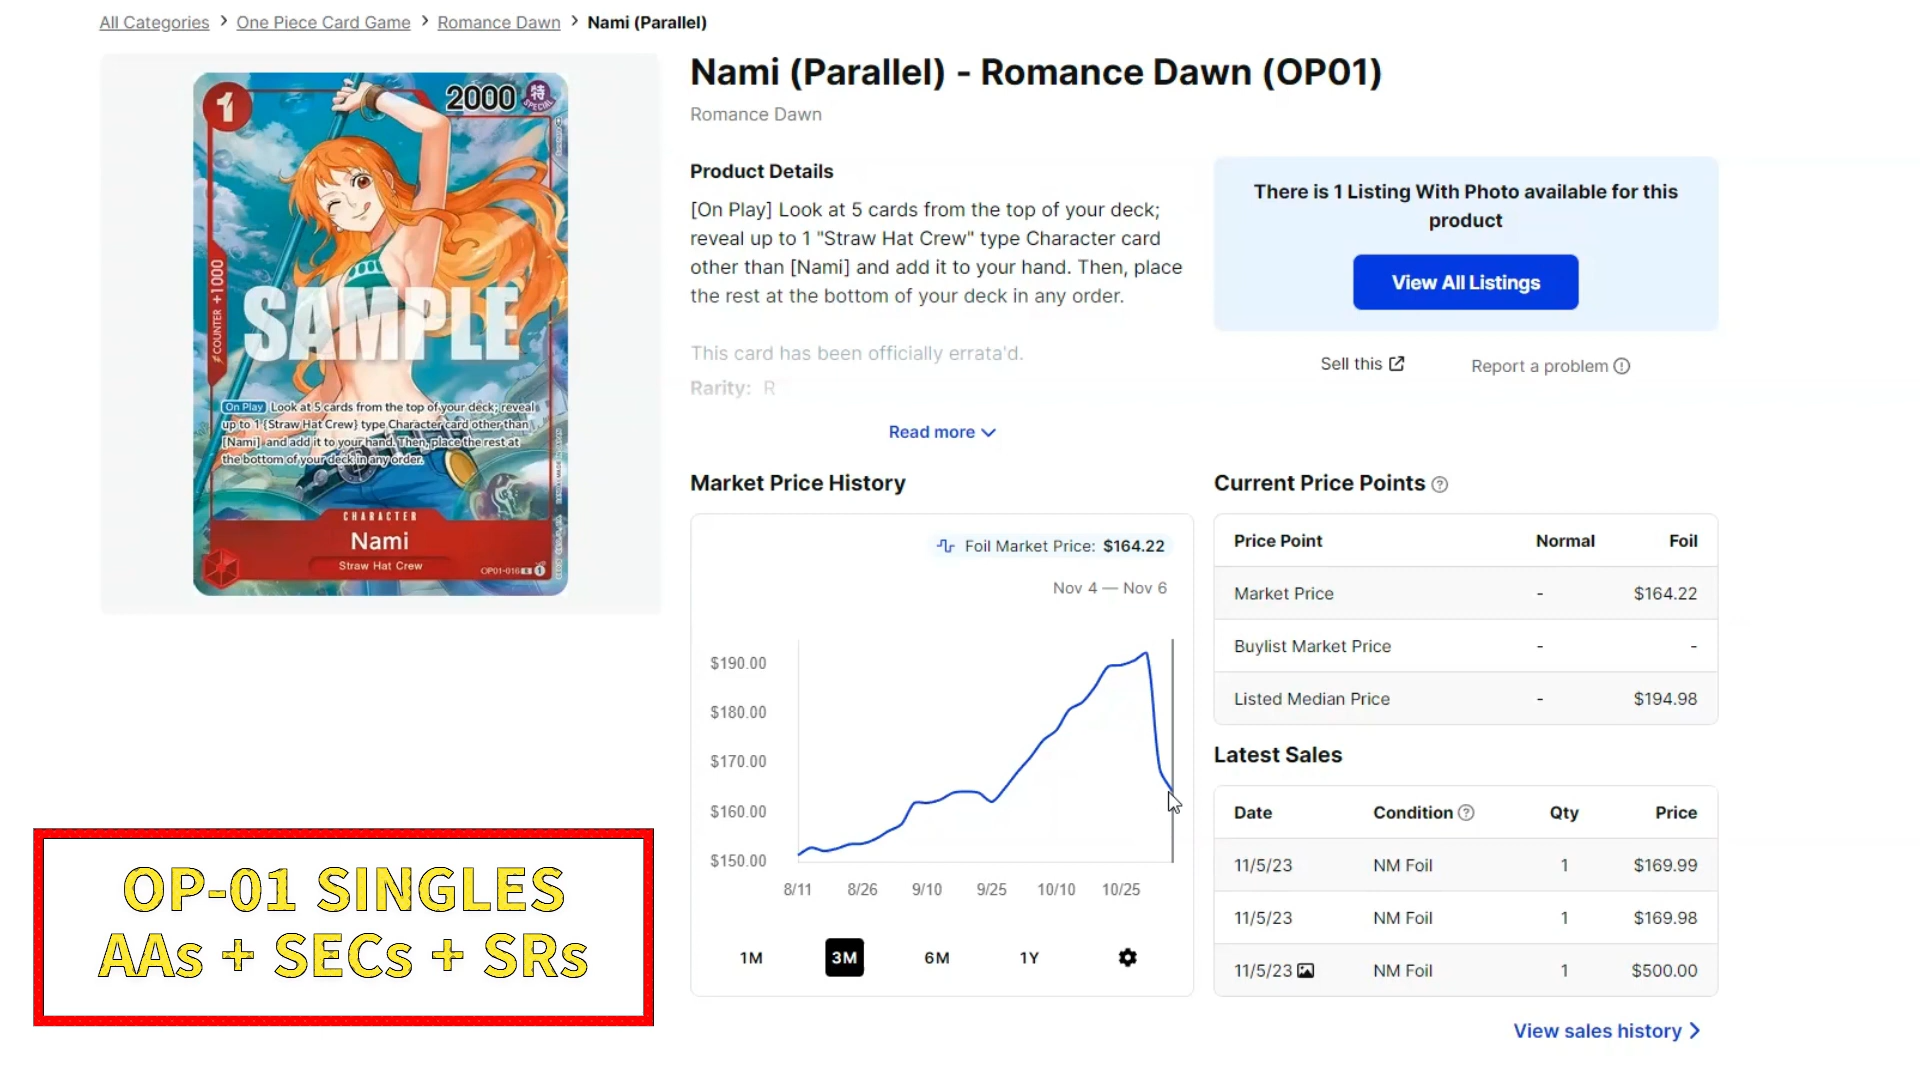 All Categories > One Piece Card Game > Romance Dawn > Nami (Parallel)
1
2000
特
SPECIAL
COUNTER +1000
SAMPLE
On Play Look at 5 cards from the top of your deck; reveal
up to 1 {Straw Hat Crew} type Character card other than
[Nami] and add it to your hand. Then, place the rest at
the bottom of your deck in any order.
CHARACTER
Nami
Straw Hat Crew
OP01-016 R 1
Nami (Parallel) - Romance Dawn (OP01)
Romance Dawn
Product Details
[On Play] Look at 5 cards from the top of your deck;
reveal up to 1 "Straw Hat Crew" type Character card
other than [Nami] and add it to your hand. Then, place
the rest at the bottom of your deck in any order.
This card has been officially errata'd.
Rarity: R
Read more
There is 1 Listing With Photo available for this
product
View All Listings
Sell this
Report a problem
Market Price History
Foil Market Price: $164.22
Nov 4 — Nov 6
$190.00
$180.00
$170.00
$160.00
$150.00
8/11 8/26 9/10 9/25 10/10 10/25
1M 3M 6M 1Y
Current Price Points ?
Price Point Normal Foil
Market Price - $164.22
Buylist Market Price - -
Listed Median Price - $194.98
Latest Sales
Date Condition ? Qty Price
11/5/23 NM Foil 1 $169.99
11/5/23 NM Foil 1 $169.98
11/5/23 NM Foil 1 $500.00
View sales history >
OP-01 SINGLES
AAs + SECs + SRs